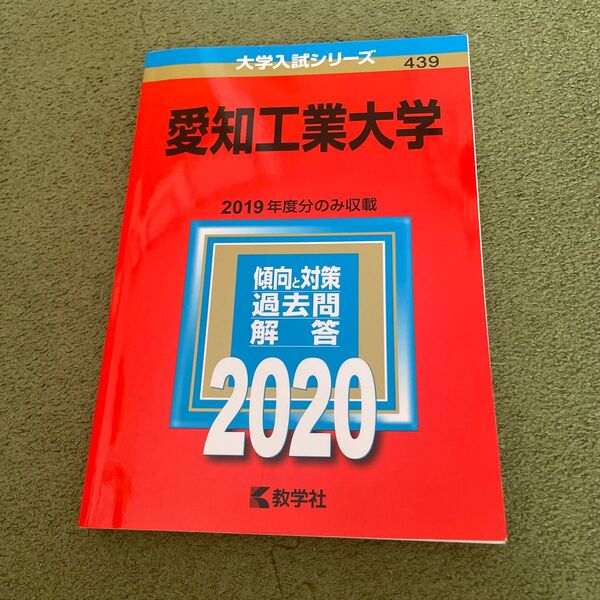 大学入試シリーズ
439
愛知工業大学
2019年度分のみ収載
傾向と対策
過去問
解答
2020
教学社